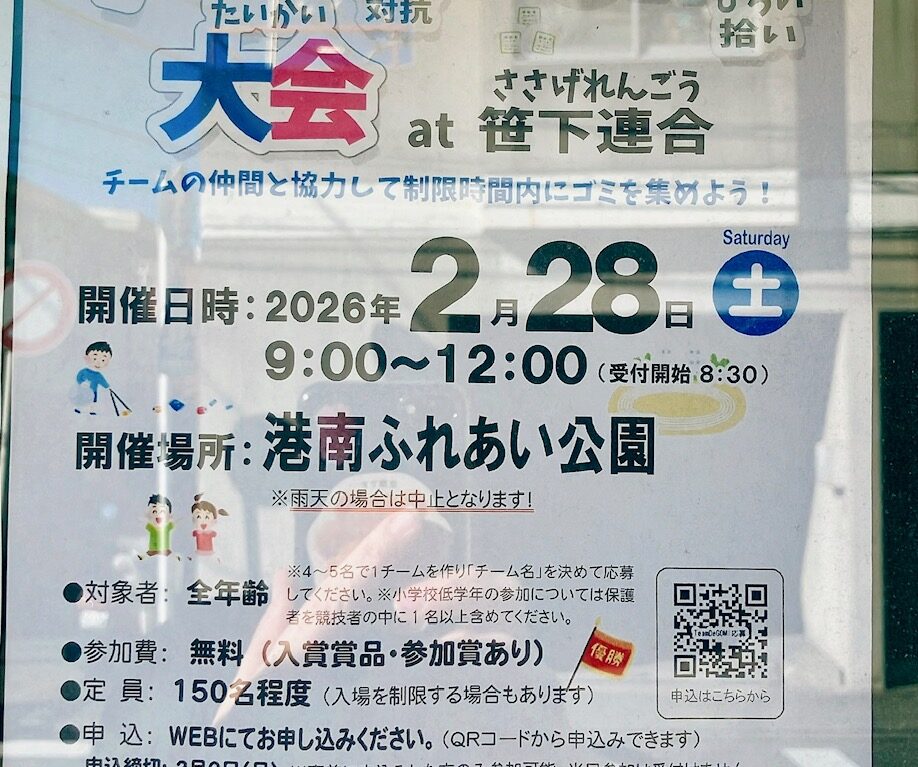 たいかい 対抗
拾い
大会 at 笹下連合
ささげれんごう
チームの仲間と協力して制限時間内にゴミを集めよう！
Saturday
開催日時：2026年2月28日 土
9:00～12:00（受付開始 8:30）
開催場所：港南ふれあい公園
※雨天の場合は中止となります！
●対象者：全年齢
※4～5名で1チームを作り「チーム名」を決めて応募
してください。※小学校低学年の参加については保護
者を競技者の中に１名以上含めてください。
●参加費：無料（入賞賞品・参加賞あり）
優勝
●定 員：150名程度（入場を制限する場合もあります）
TeamDeGOMI応募
申込はこちらから
●申 込：WEBにてお申し込みください。（QRコードから申込みできます）